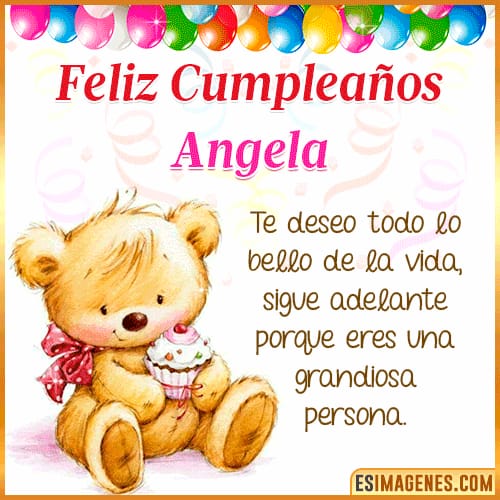 Feliz Cumpleaños
Angela
Te deseo todo lo
bello de la vida,
sigue adelante
porque eres una
grandiosa
persona.
ESIMAGENES.COM